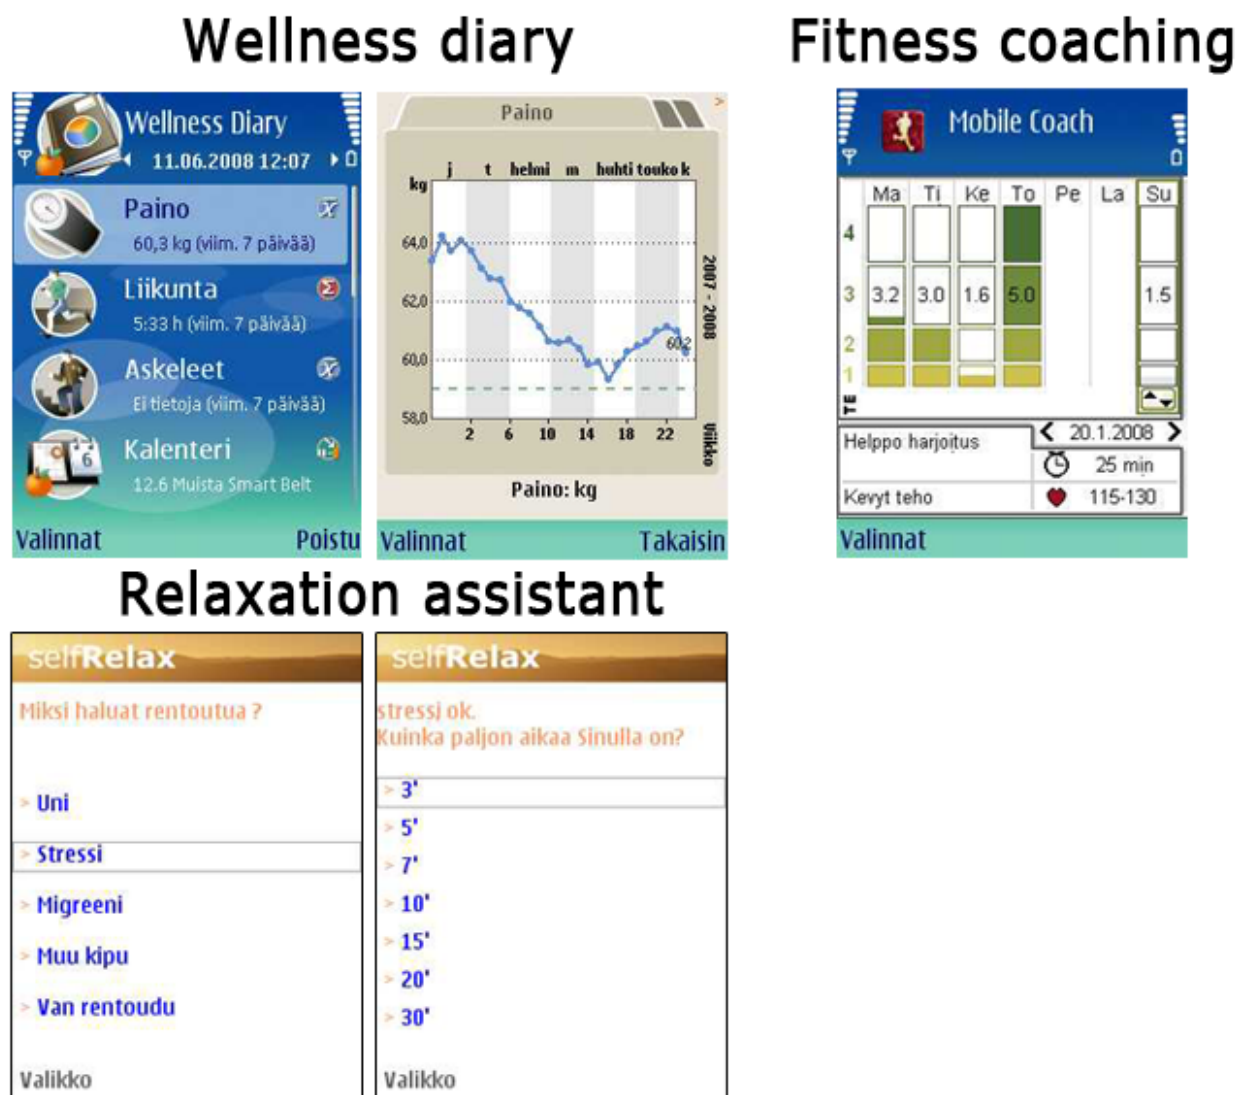 Wellness diary
Fitness coaching
Wellness Diary
11.06.2008 12:07
Paino
60,3 kg (viim. 7 päivää)
Liikunta
5:33 h (viim. 7 päivää)
Askeleet
Ei tietoja (viim. 7 päivää)
Kalenteri
12.6 Muista Smart Belt
Valinnat Poistu
Paino
j t helmi m huhti touko k
kg
64,0
62,0
60,0
58,0
60,2
2007 - 2008
2 6 10 14 18 22
Viikko
Paino: kg
Valinnat Takaisin
Mobile Coach
Ma Ti Ke To Pe La Su
4
3 3.2 3.0 1.6 5.0 1.5
2
1
TE
Helppo harjoitus
< 20.1.2008 >
25 min
Kevyt teho 115-130
Valinnat
Relaxation assistant
selfRelax
Miksi haluat rentoutua ?
> Uni
> Stressi
> Migreeni
> Muu kipu
> Van rentoudu
Valikko
selfRelax
stressi ok.
Kuinka paljon aikaa Sinulla on?
> 3'
> 5'
> 7'
> 10'
> 15'
> 20'
> 30'
Valikko